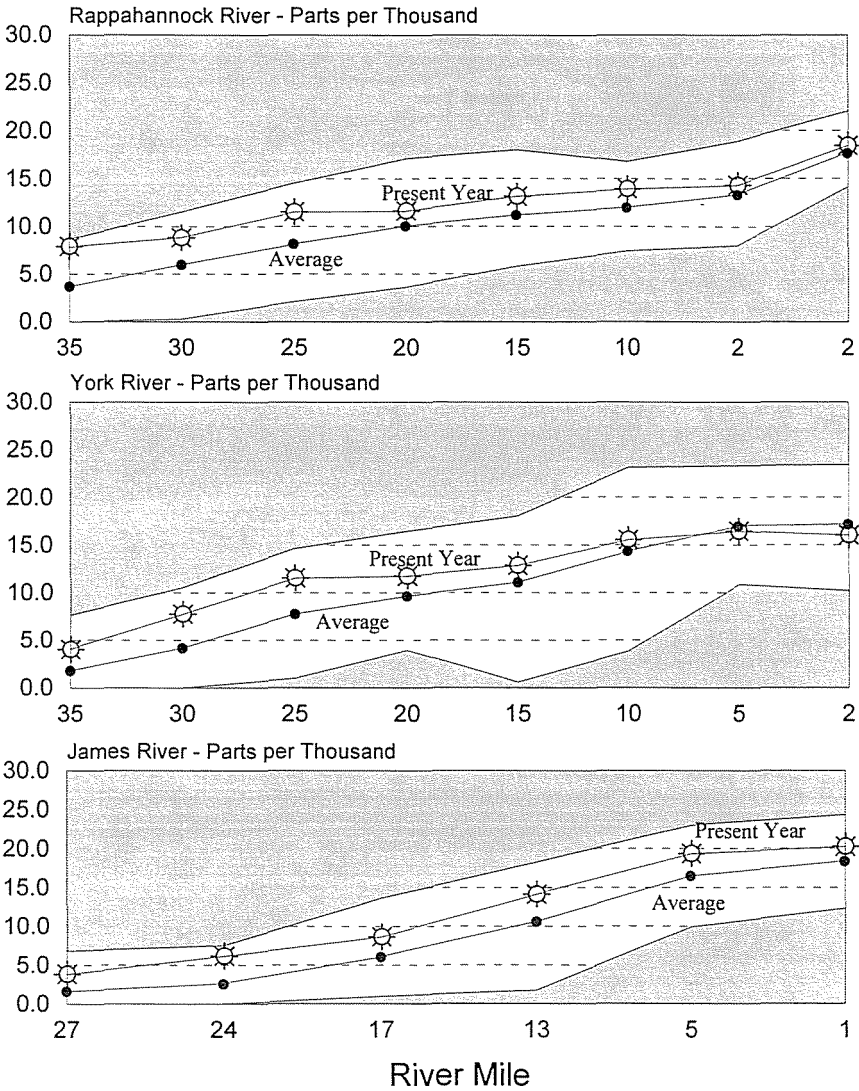 Rappahannock River - Parts per Thousand
30.0
25.0
20.0
15.0
10.0
5.0
0.0
Present Year
Average
35 30 25 20 15 10 2 2
York River - Parts per Thousand
30.0
25.0
20.0
15.0
10.0
5.0
0.0
Present Year
Average
35 30 25 20 15 10 5 2
James River - Parts per Thousand
30.0
25.0
20.0
15.0
10.0
5.0
0.0
Present Year
Average
27 24 17 13 5 1
River Mile